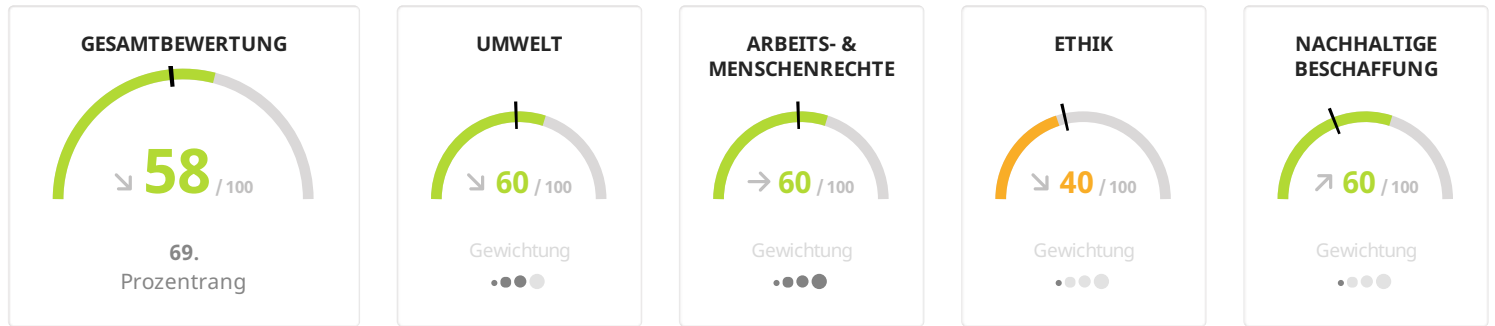 GESAMTBEWERTUNG
58 / 100
69.
Prozentrang
UMWELT
60 / 100
Gewichtung
ARBEITS- &
MENSCHENRECHTE
60 / 100
Gewichtung
ETHIK
40 / 100
Gewichtung
NACHHALTIGE
BESCHAFFUNG
60 / 100
Gewichtung